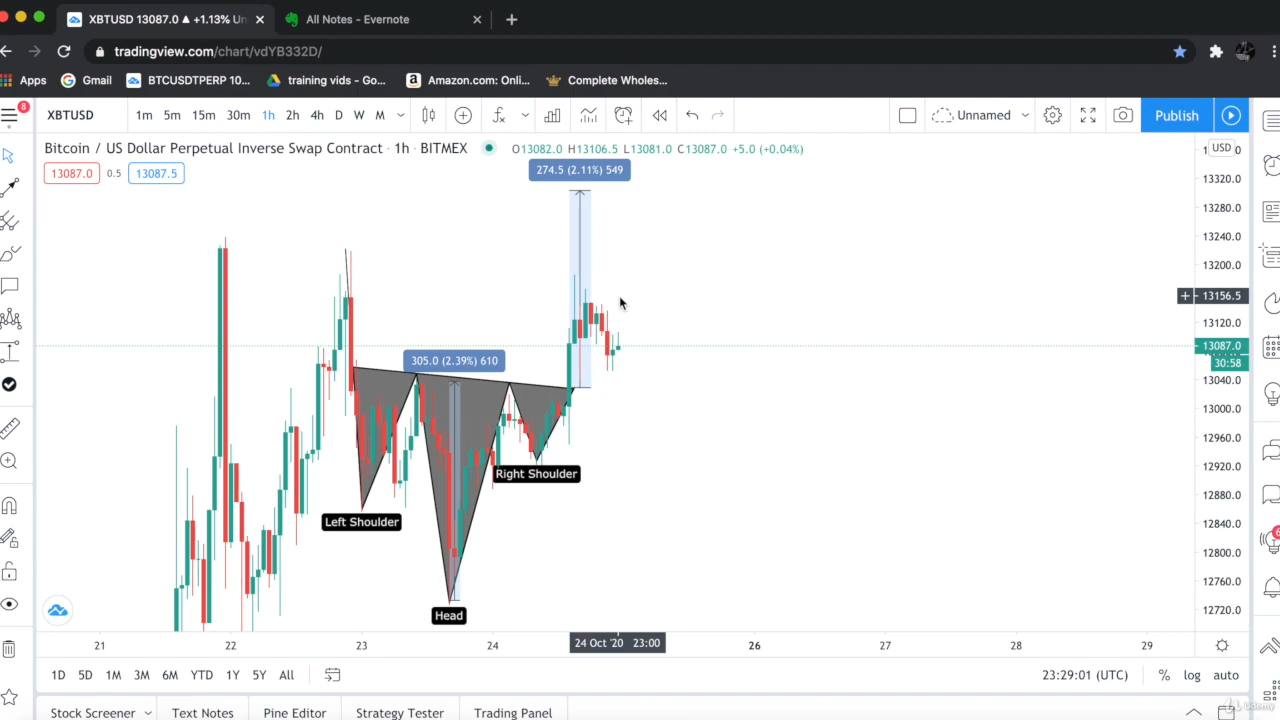 XBTUSD 13087.0 ▲ +1.13% Un
All Notes - Evernote
tradingview.com/chart/vdYB332D/
Apps
Gmail
BTCUSDTPERP 10...
training vids - Go...
Amazon.com: Onli...
Complete Wholes...
8
XBTUSD
1m 5m 15m 30m 1h 2h 4h D W M
Unnamed
Publish
Bitcoin / US Dollar Perpetual Inverse Swap Contract · 1h · BITMEX
O13082.0 H13106.5 L13081.0 C13087.0 +5.0 (+0.04%)
USD
13087.0 0.5 13087.5
274.5 (2.11%) 549
13320.0
13280.0
13240.0
13200.0
13156.5
13120.0
13087.0
30:58
305.0 (2.39%) 610
13040.0
13000.0
12960.0
12920.0
12880.0
12840.0
12800.0
12760.0
12720.0
Right Shoulder
Left Shoulder
Head
21 22 23 24 24 Oct '20 23:00 26 27 28 29
1D 5D 1M 3M 6M YTD 1Y 5Y All
23:29:01 (UTC)
% log auto
Stock Screener
Text Notes
Pine Editor
Strategy Tester
Trading Panel
Udemy